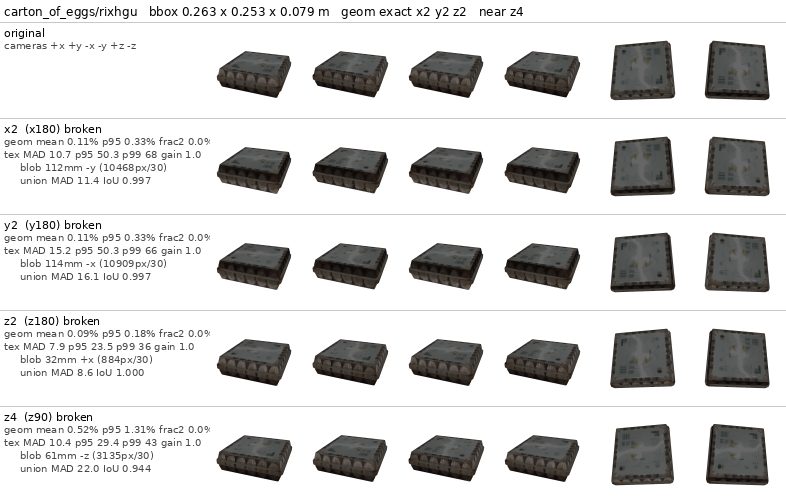 carton_of_eggs/rixhgu bbox 0.263 x 0.253 x 0.079 m geom exact x2 y2 z2 near z4
original
cameras +x +y -x -y +z -z
x2 (x180) broken
geom mean 0.11% p95 0.33% frac2 0.0%
tex MAD 10.7 p95 50.3 p99 68 gain 1.0
blob 112mm -y (10468px/30)
union MAD 11.4 IoU 0.997
y2 (y180) broken
geom mean 0.11% p95 0.33% frac2 0.0%
tex MAD 15.2 p95 50.3 p99 66 gain 1.0
blob 114mm -x (10909px/30)
union MAD 16.1 IoU 0.997
z2 (z180) broken
geom mean 0.09% p95 0.18% frac2 0.0%
tex MAD 7.9 p95 23.5 p99 36 gain 1.0
blob 32mm +x (884px/30)
union MAD 8.6 IoU 1.000
z4 (z90) broken
geom mean 0.52% p95 1.31% frac2 0.0%
tex MAD 10.4 p95 29.4 p99 43 gain 1.0
blob 61mm -z (3135px/30)
union MAD 22.0 IoU 0.944